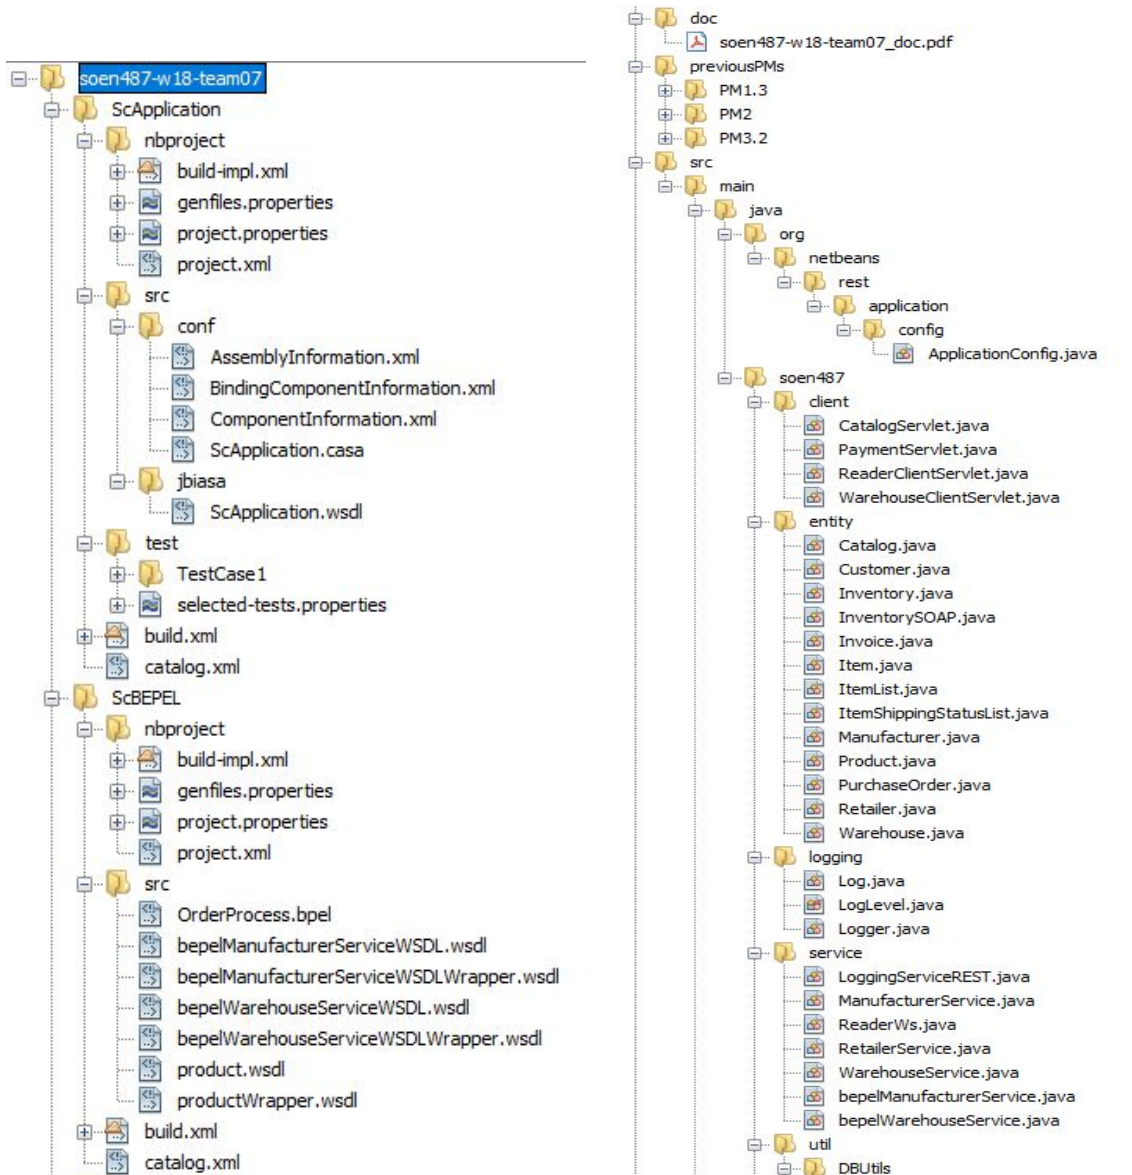 soen487-w18-team07
ScApplication
nbproject
build-impl.xml
genfiles.properties
project.properties
project.xml
src
conf
AssemblyInformation.xml
BindingComponentInformation.xml
ComponentInformation.xml
ScApplication.casa
jbiasa
ScApplication.wsdl
test
TestCase1
selected-tests.properties
build.xml
catalog.xml
ScBEPEL
nbproject
build-impl.xml
genfiles.properties
project.properties
project.xml
src
OrderProcess.bpel
bepelManufacturerServiceWSDL.wsdl
bepelManufacturerServiceWSDLWrapper.wsdl
bepelWarehouseServiceWSDL.wsdl
bepelWarehouseServiceWSDLWrapper.wsdl
product.wsdl
productWrapper.wsdl
build.xml
catalog.xml
doc
soen487-w18-team07_doc.pdf
previousPMs
PM1.3
PM2
PM3.2
src
main
java
org
netbeans
rest
application
config
ApplicationConfig.java
soen487
client
CatalogServlet.java
PaymentServlet.java
ReaderClientServlet.java
WarehouseClientServlet.java
entity
Catalog.java
Customer.java
Inventory.java
InventorySOAP.java
Invoice.java
Item.java
ItemList.java
ItemShippingStatusList.java
Manufacturer.java
Product.java
PurchaseOrder.java
Retailer.java
Warehouse.java
logging
Log.java
LogLevel.java
Logger.java
service
LoggingServiceREST.java
ManufacturerService.java
ReaderWs.java
RetailerService.java
WarehouseService.java
bepelManufacturerService.java
bepelWarehouseService.java
util
DBUtils